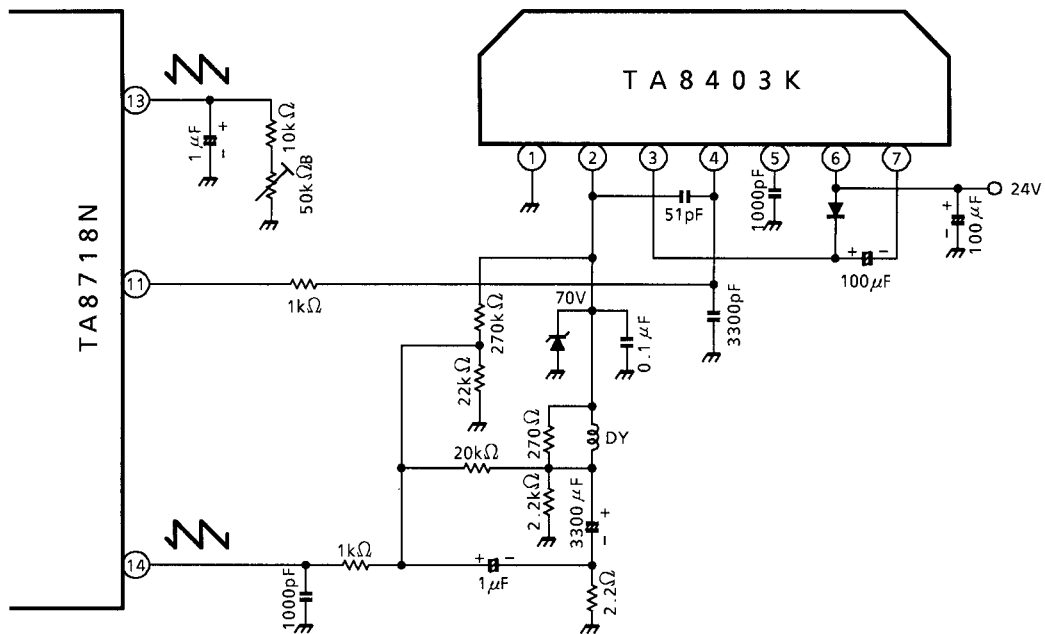 TA8403K
TA8718N
1
2
3
4
5
6
7
13
11
14
1μF
+
-
10kΩ
50kΩB
51pF
1000pF
24V
+
-
100μF
+
-
100μF
1kΩ
3300pF
270kΩ
22kΩ
70V
0.1μF
270Ω
DY
20kΩ
2.2kΩ
3300μF
+
-
1kΩ
1000pF
+
-
1μF
2.2Ω